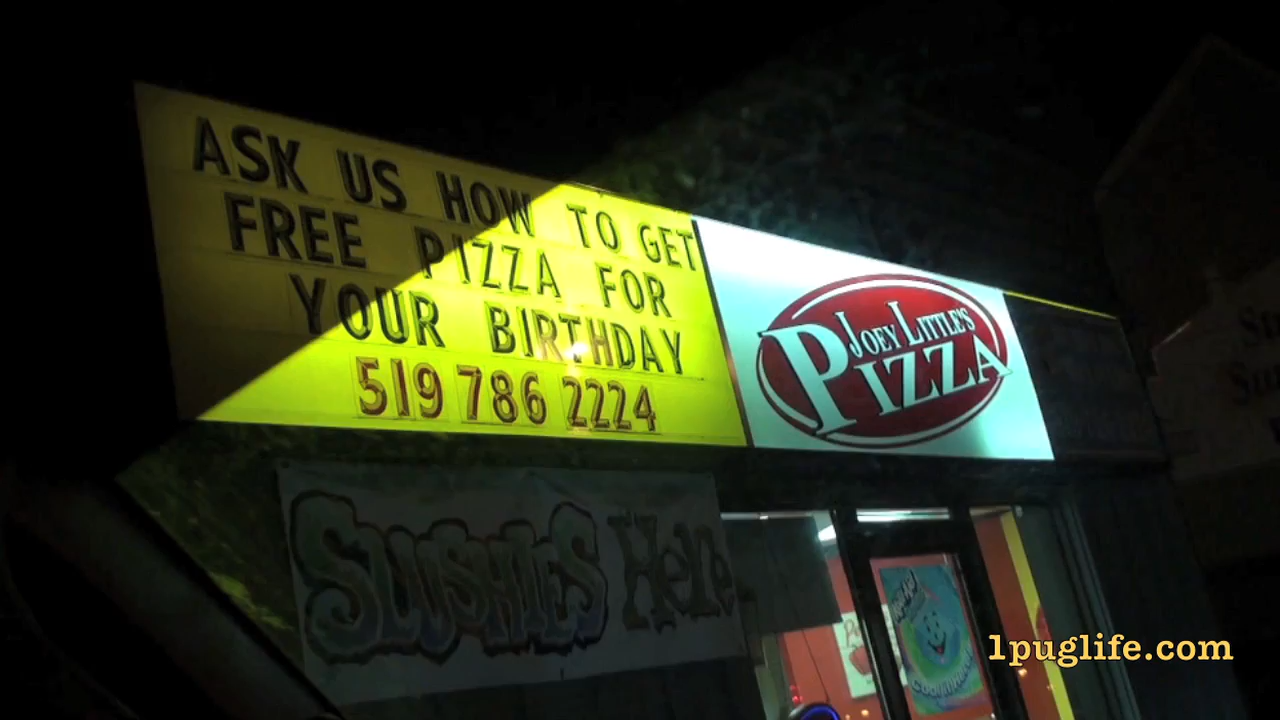 ASK US HOW TO GET
FREE PIZZA FOR
YOUR BIRTHDAY
519 786 2224
JOEY LITTLE'S
PIZZA
SLUSHIES Here
1puglife.com